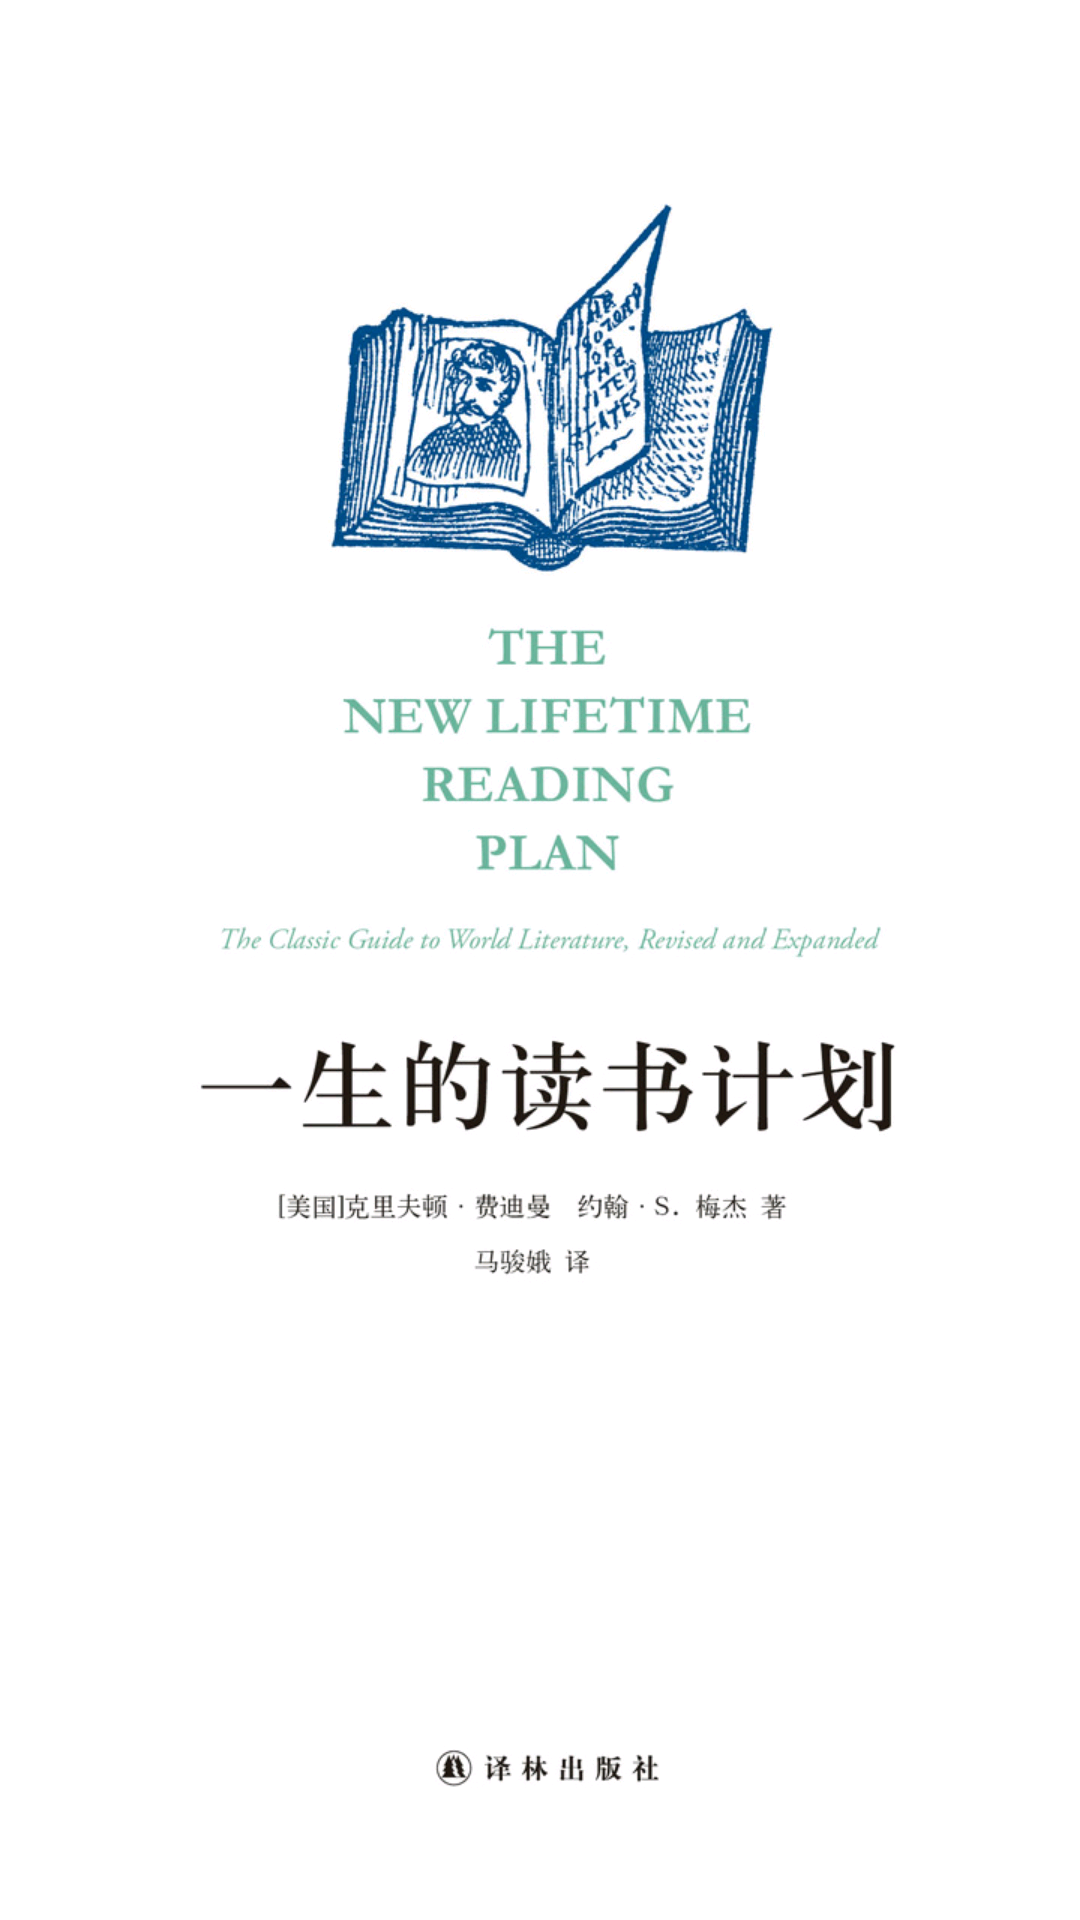 THE
STATES
THE
NEW LIFETIME
READING
PLAN
The Classic Guide to World Literature, Revised and Expanded
一生的读书计划
[美国]克里夫顿·费迪曼 约翰·S. 梅杰 著
马骏娥 译
译林出版社